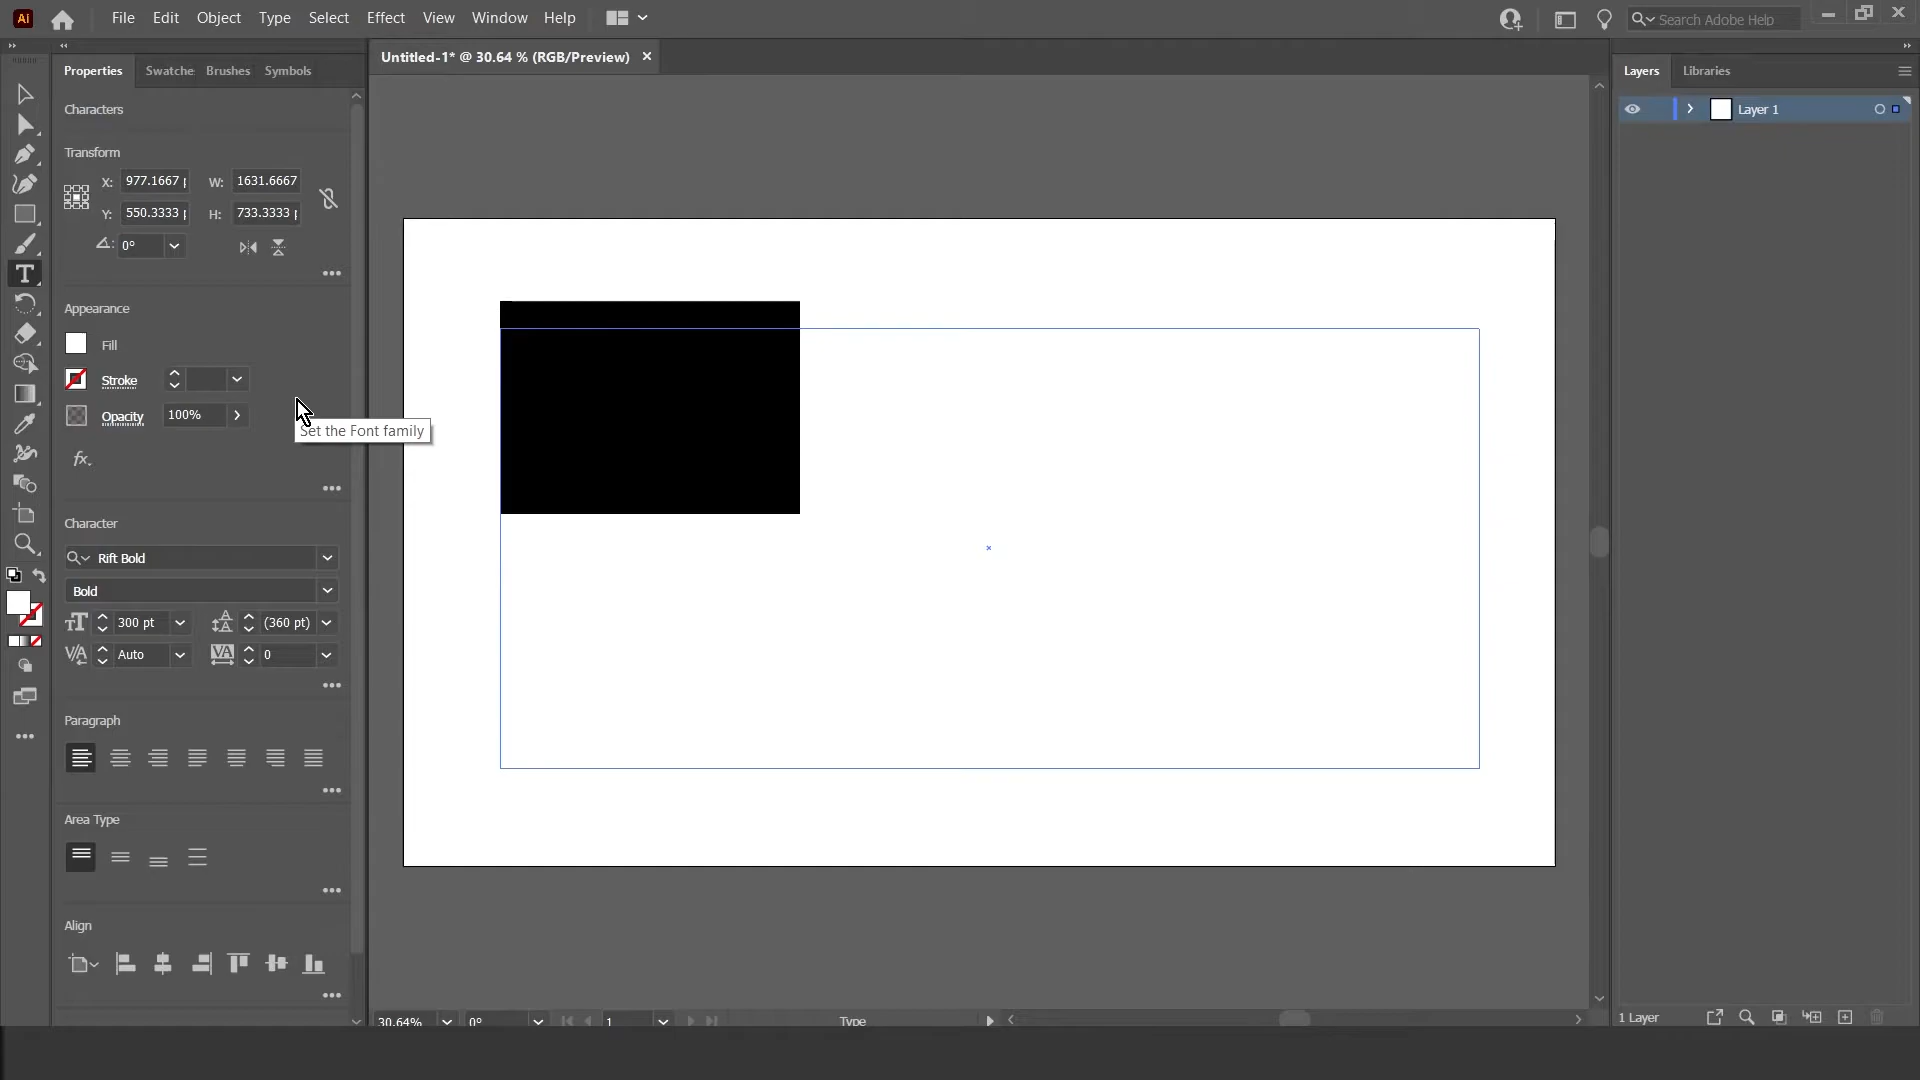 Ai File Edit Object Type Select Effect View Window Help Search Adobe Help
Properties Swatche Brushes Symbols
Untitled-1* @ 30.64 % (RGB/Preview)
Layers Libraries
Characters
Layer 1
Transform
X: 977.1667 p W: 1631.6667
Y: 550.3333 p H: 733.3333 p
0°
Appearance
Fill
Stroke
Opacity 100%
Set the Font family
fx.
Character
Rift Bold
Bold
300 pt (360 pt)
Auto 0
Paragraph
Area Type
Align
30.64% 0° 1 Type
1 Layer